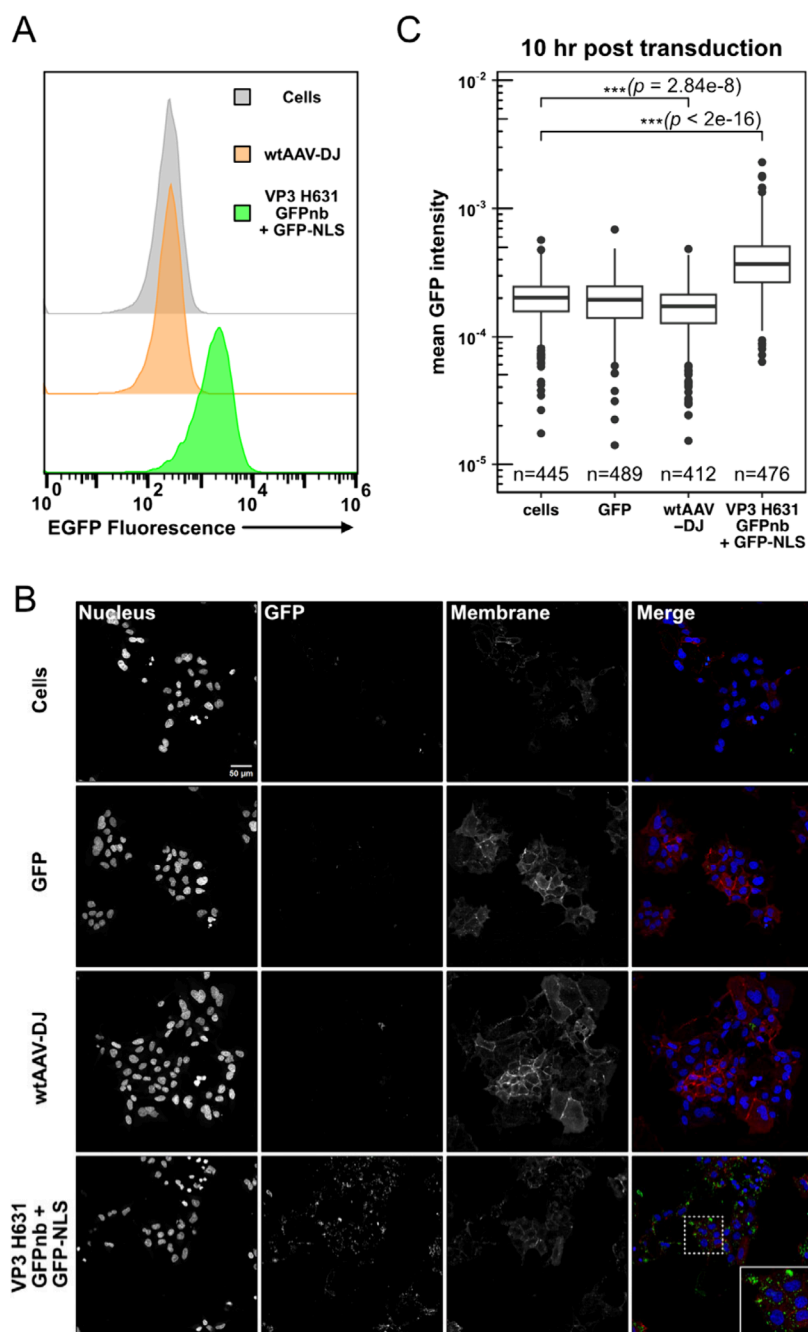 A
Cells
wtAAV-DJ
VP3 H631
GFPnb
+ GFP-NLS
10^0 10^2 10^4 10^6
EGFP Fluorescence
C
10 hr post transduction
***(p = 2.84e-8)
***(p < 2e-16)
10^-2
10^-3
10^-4
10^-5
mean GFP intensity
n=445 n=489 n=412 n=476
cells GFP wtAAV VP3 H631
–DJ GFPnb
+ GFP-NLS
B
Nucleus GFP Membrane Merge
Cells
50 µm
GFP
wtAAV-DJ
VP3 H631
GFPnb +
GFP-NLS